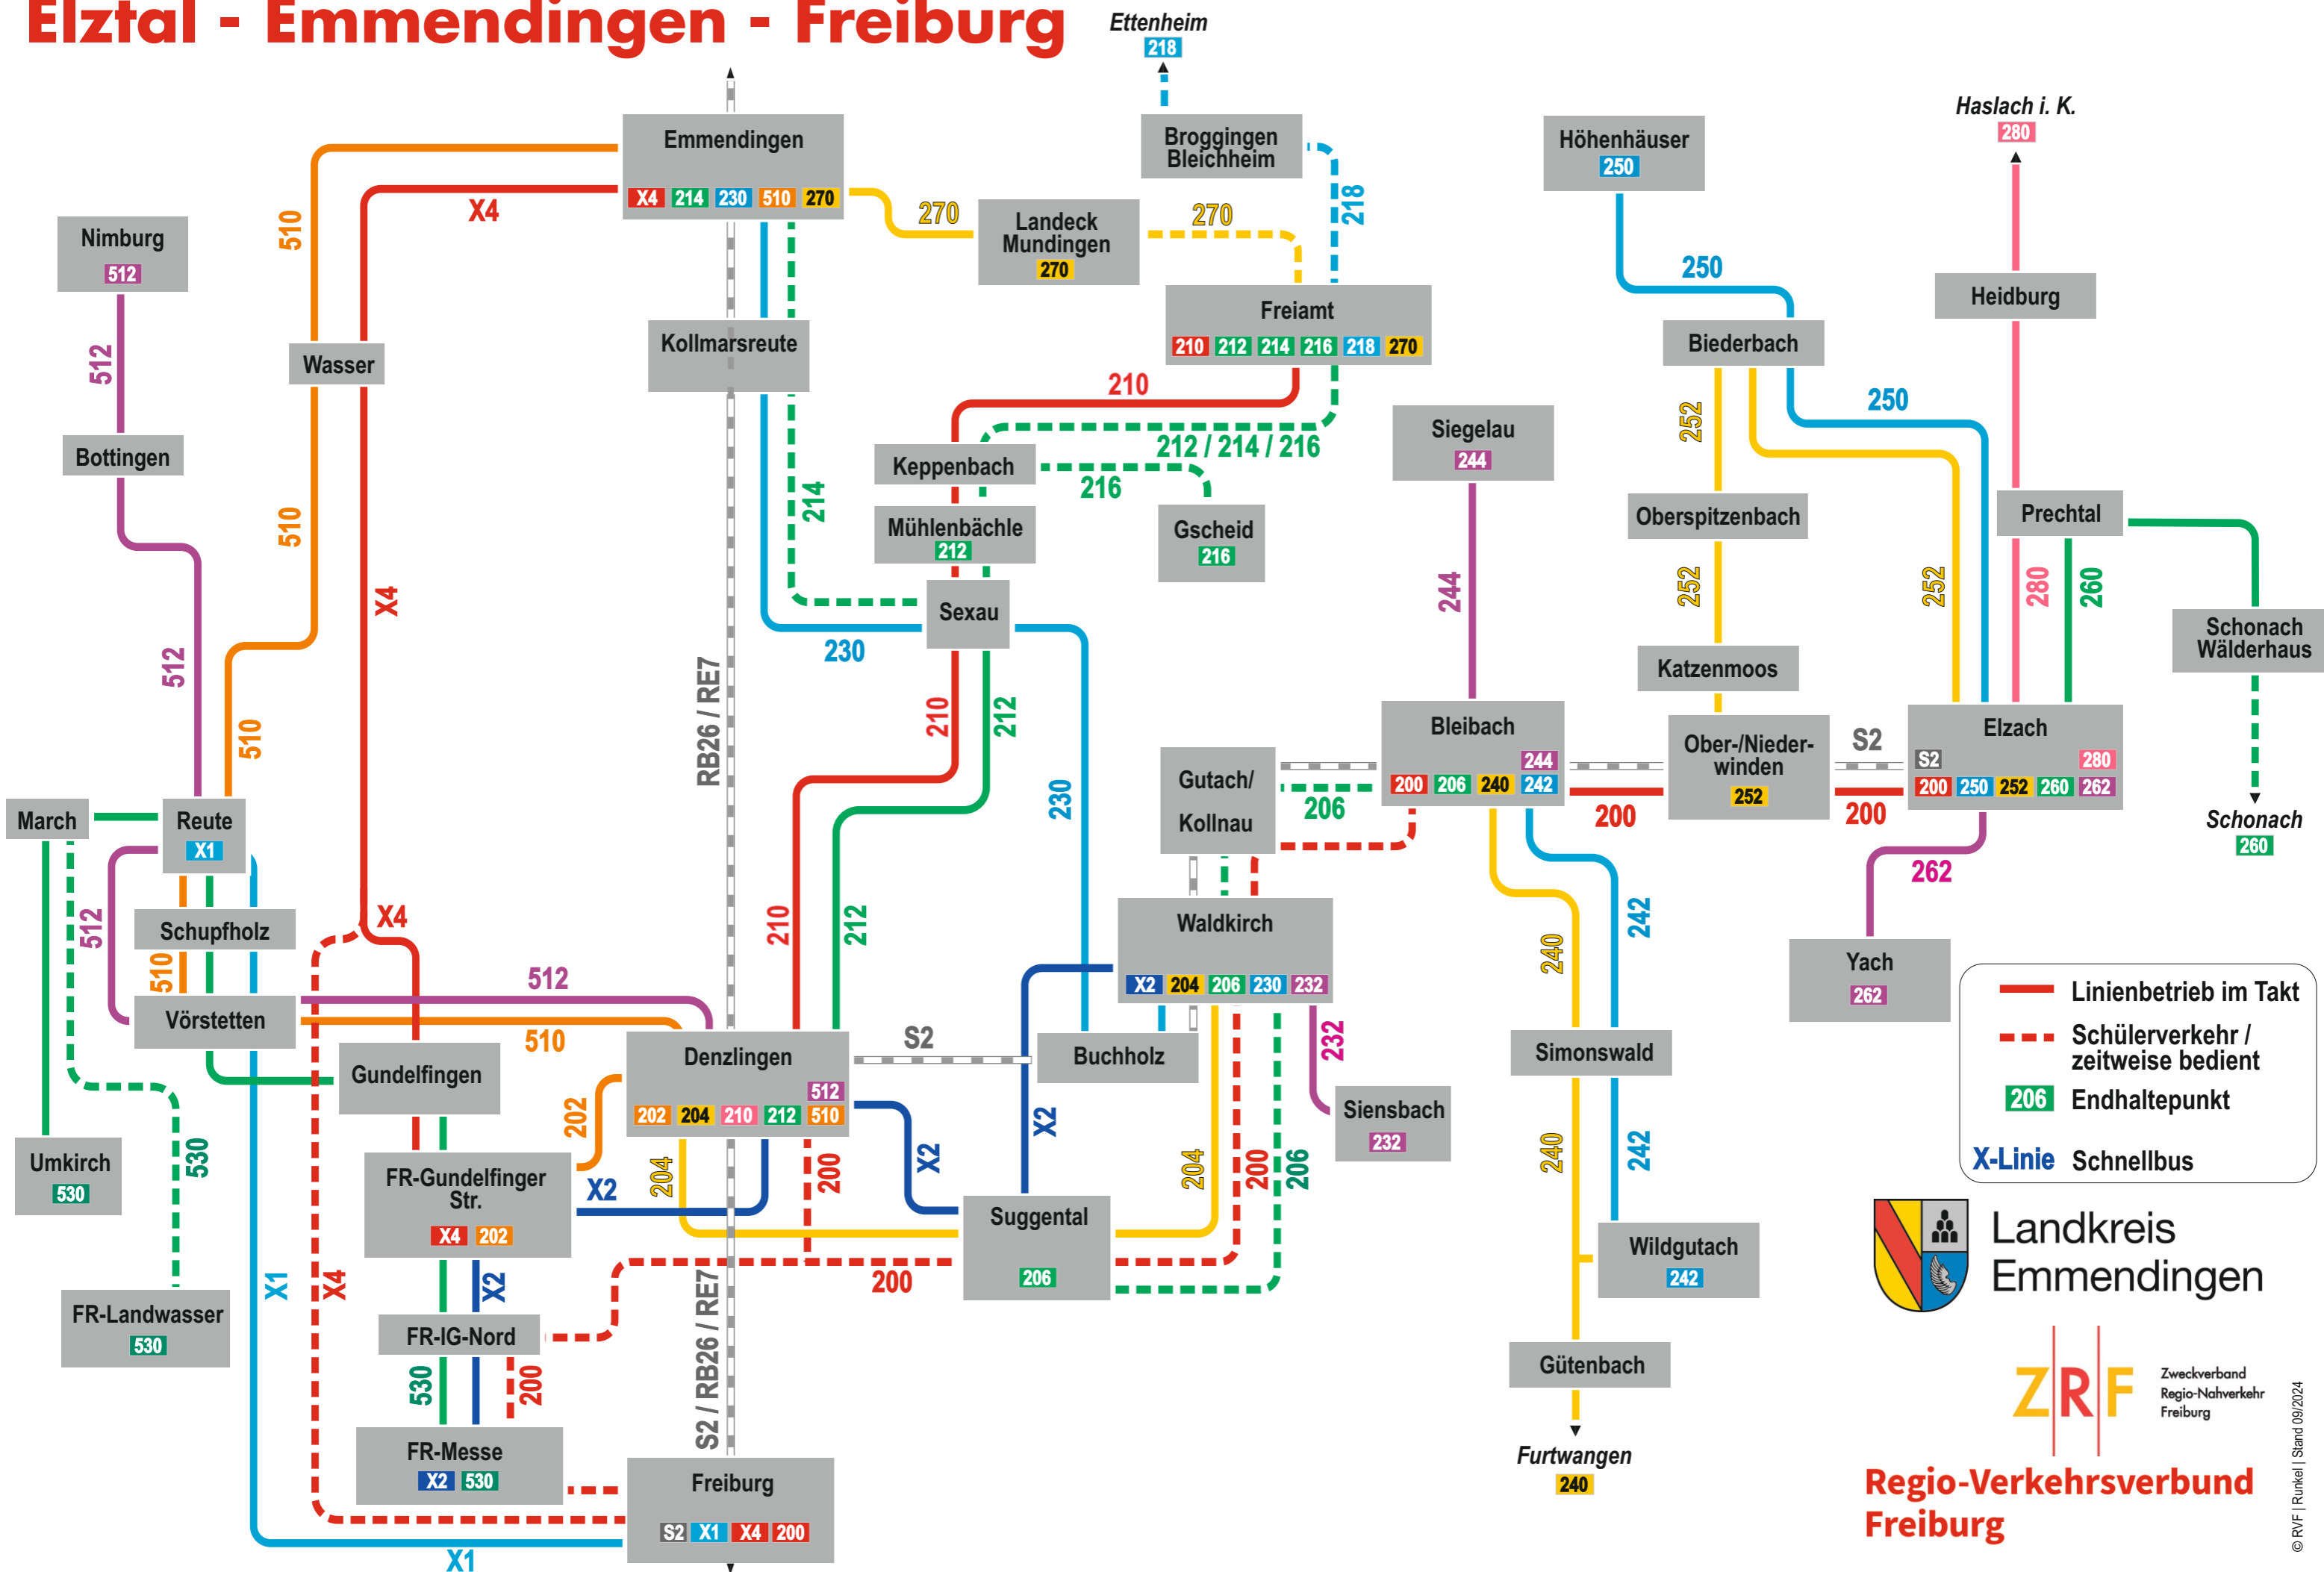 Elztal - Emmendingen - Freiburg
Ettenheim
218
Haslach i. K.
280
Emmendingen
X4 214 230 510 270
Broggingen
Bleichheim
Höhenhäuser
250
510
X4
270
Landeck
Mundingen
270
270
218
Nimburg
512
250
Heidburg
Freiamt
210 212 214 216 218 270
Kollmarsreute
Biederbach
Wasser
512
210
250
252
Siegelau
244
212 / 214 / 216
Bottingen
Keppenbach
216
214
Mühlenbächle
212
Gscheid
216
Oberspitzenbach
Prechtal
510
X4
Sexau
244
252
252
280
260
Schonach
Wälderhaus
230
512
Katzenmoos
RB26 / RE7
210
212
510
Bleibach
244
200 206 240 242
Ober-/Nieder-
winden
252
S2
Elzach
S2 280
200 250 252 260 262
Gutach/
Kollnau
206
200
200
230
March
Reute
X1
Schonach
260
262
X4
512
Schupfholz
210
212
Waldkirch
X2 204 206 230 232
242
240
Yach
262
510
512
Vörstetten
510
Linienbetrieb im Takt
Schülerverkehr /
zeitweise bedient
206 Endhaltepunkt
X-Linie Schnellbus
Gundelfingen
Denzlingen
512
202 204 210 212 510
S2
Buchholz
232
Simonswald
202
X2
Siensbach
232
Umkirch
530
530
FR-Gundelfinger
Str.
X4 202
X2
204
200
X2
204
200
206
240
242
Suggental
206
Landkreis
Emmendingen
Wildgutach
242
X1
X4
X2
200
FR-Landwasser
530
FR-IG-Nord
S2 / RB26 / RE7
530
200
Gütenbach
ZRF
Zweckverband
Regio-Nahverkehr
Freiburg
FR-Messe
X2 530
Freiburg
S2 X1 X4 200
Furtwangen
240
Regio-Verkehrsverbund
Freiburg
X1
© RVF | Runkel | Stand 09/2024